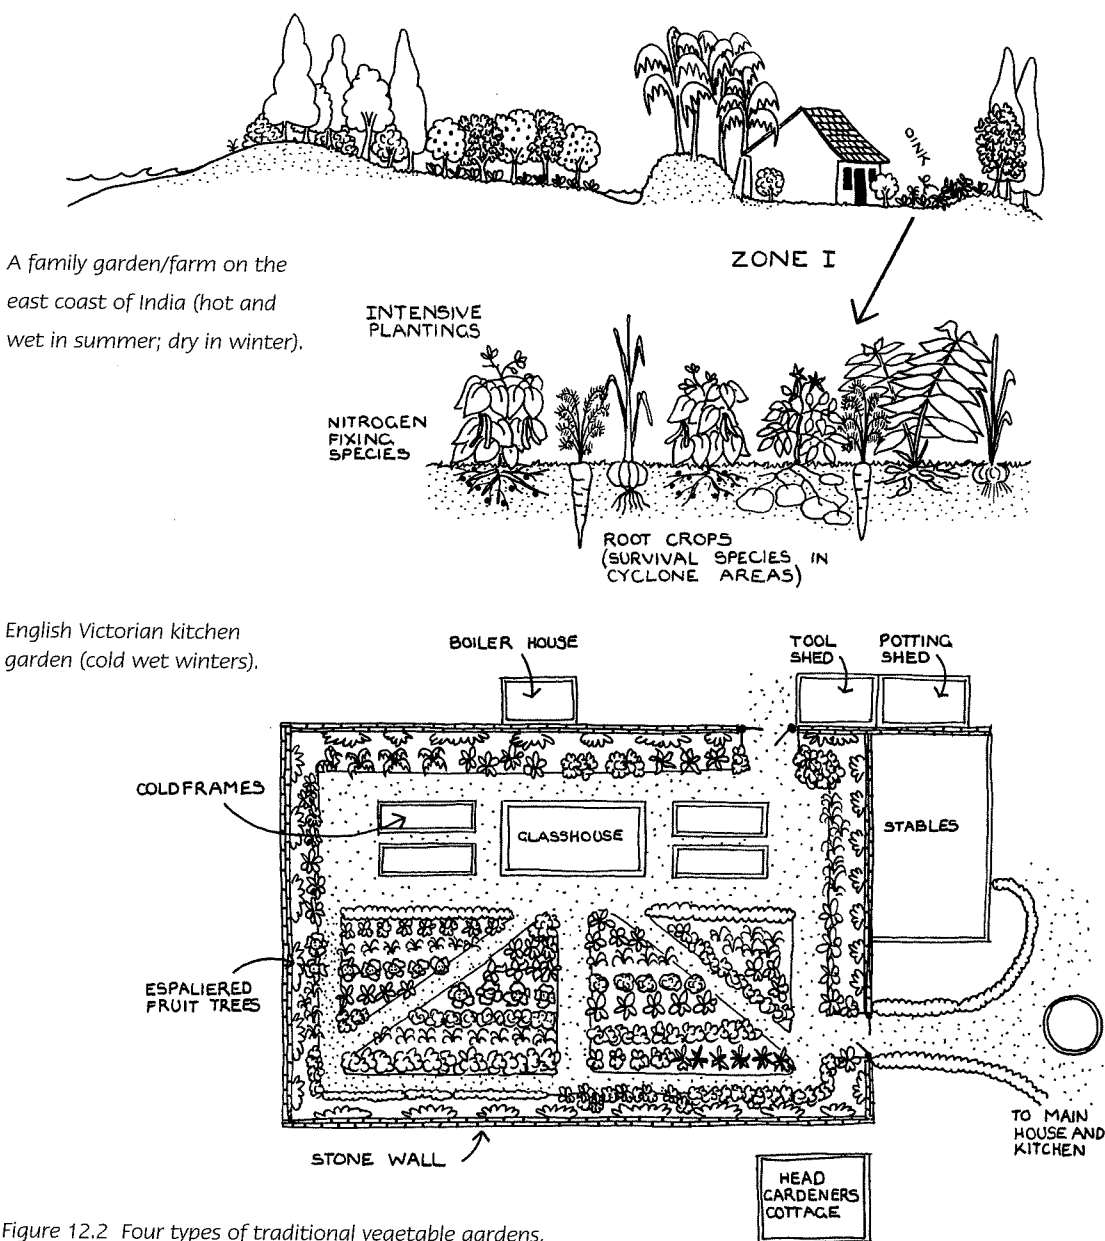 OINK
A family garden/farm on the
east coast of India (hot and
wet in summer; dry in winter).
ZONE I
INTENSIVE
PLANTINGS
NITROGEN
FIXING
SPECIES
ROOT CROPS
(SURVIVAL SPECIES IN
CYCLONE AREAS)
English Victorian kitchen
garden (cold wet winters).
BOILER HOUSE
TOOL
SHED
POTTING
SHED
COLDFRAMES
GLASSHOUSE
STABLES
ESPALIERED
FRUIT TREES
TO MAIN
HOUSE AND
KITCHEN
STONE WALL
HEAD
GARDENERS
COTTAGE
Figure 12.2 Four types of traditional vegetable gardens.